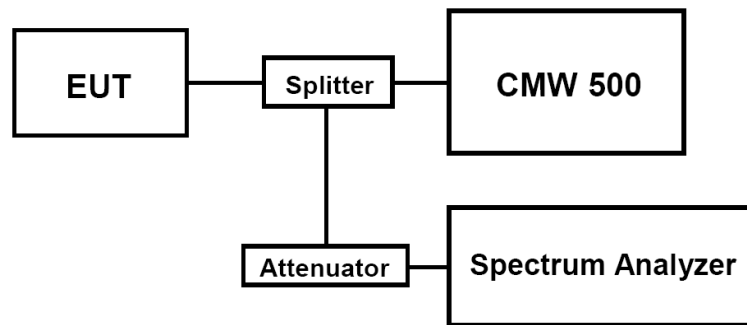 EUT
Splitter
CMW 500
Attenuator
Spectrum Analyzer